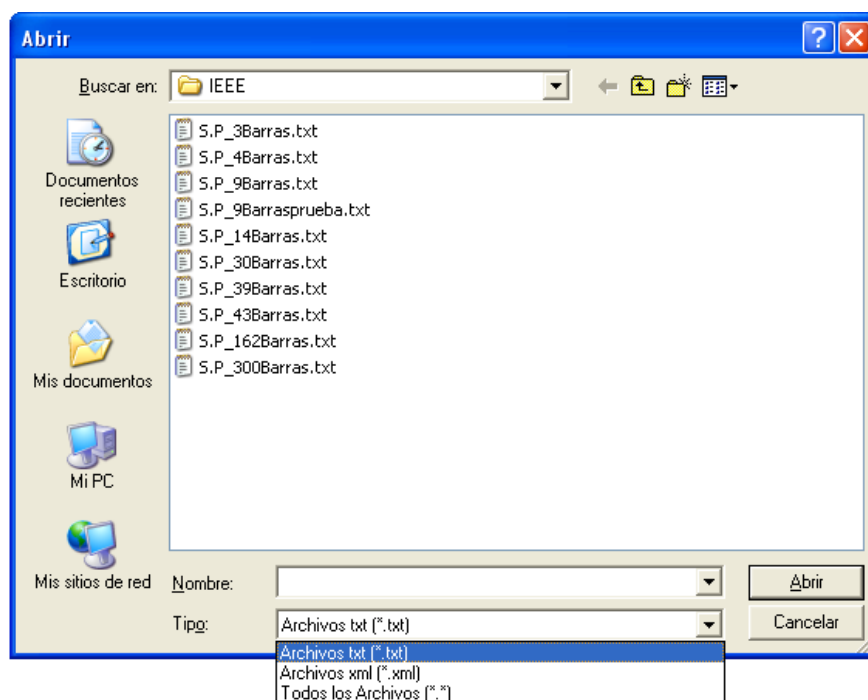 Abrir
Buscar en: IEEE
S.P_3Barras.txt
S.P_4Barras.txt
S.P_9Barras.txt
S.P_9Barrasprueba.txt
S.P_14Barras.txt
S.P_30Barras.txt
S.P_39Barras.txt
S.P_43Barras.txt
S.P_162Barras.txt
S.P_300Barras.txt
Documentos
recientes
Escritorio
Mis documentos
Mi PC
Mis sitios de red
Nombre:
Abrir
Tipo: Archivos txt (*.txt)
Cancelar
Archivos txt (*.txt)
Archivos xml (*.xml)
Todos los Archivos (*.*)